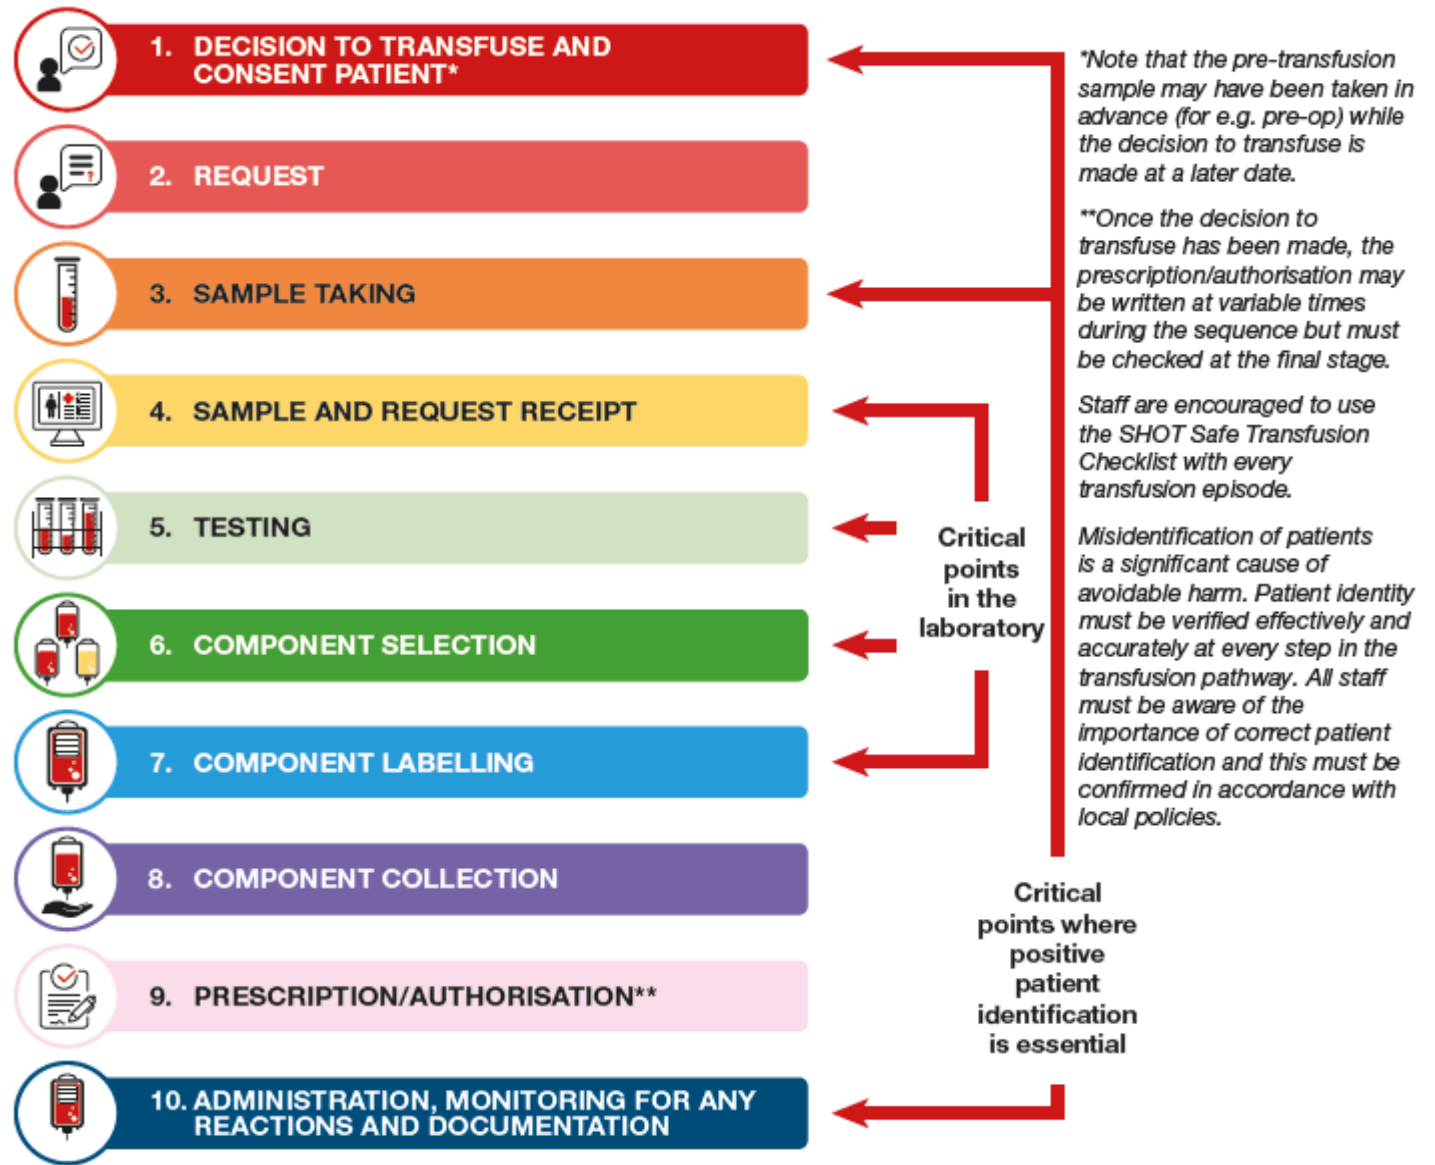 1. DECISION TO TRANSFUSE AND
CONSENT PATIENT*
2. REQUEST
3. SAMPLE TAKING
4. SAMPLE AND REQUEST RECEIPT
5. TESTING
6. COMPONENT SELECTION
7. COMPONENT LABELLING
8. COMPONENT COLLECTION
9. PRESCRIPTION/AUTHORISATION**
10. ADMINISTRATION, MONITORING FOR ANY
REACTIONS AND DOCUMENTATION
Critical
points
in the
laboratory
Critical
points where
positive
patient
identification
is essential
*Note that the pre-transfusion
sample may have been taken in
advance (for e.g. pre-op) while
the decision to transfuse is
made at a later date.
**Once the decision to
transfuse has been made, the
prescription/authorisation may
be written at variable times
during the sequence but must
be checked at the final stage.
Staff are encouraged to use
the SHOT Safe Transfusion
Checklist with every
transfusion episode.
Misidentification of patients
is a significant cause of
avoidable harm. Patient identity
must be verified effectively and
accurately at every step in the
transfusion pathway. All staff
must be aware of the
importance of correct patient
identification and this must be
confirmed in accordance with
local policies.